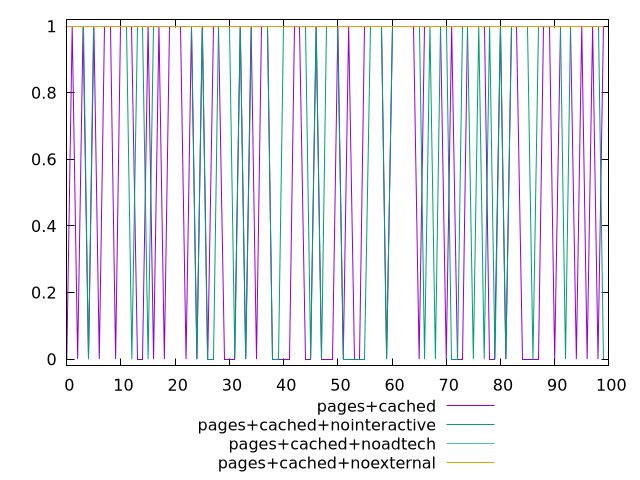 1
0.8
0.6
0.4
0.2
0
0 10 20 30 40 50 60 70 80 90 100
pages+cached
pages+cached+nointeractive
pages+cached+noadtech
pages+cached+noexternal